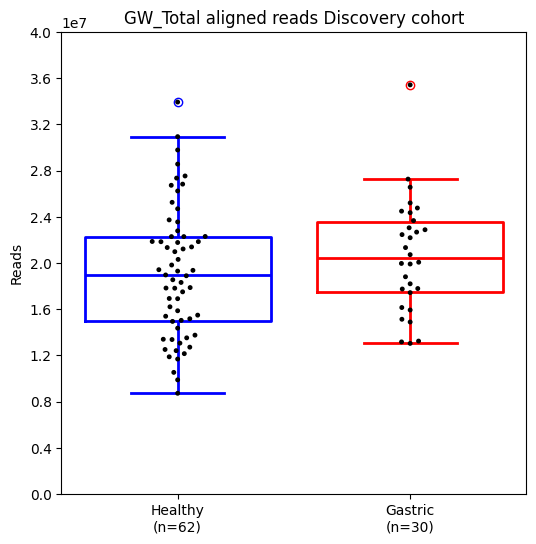 GW_Total aligned reads Discovery cohort
1e7
4.0
3.6
3.2
2.8
2.4
2.0
1.6
1.2
0.8
0.4
0.0
Reads
Healthy
(n=62)
Gastric
(n=30)